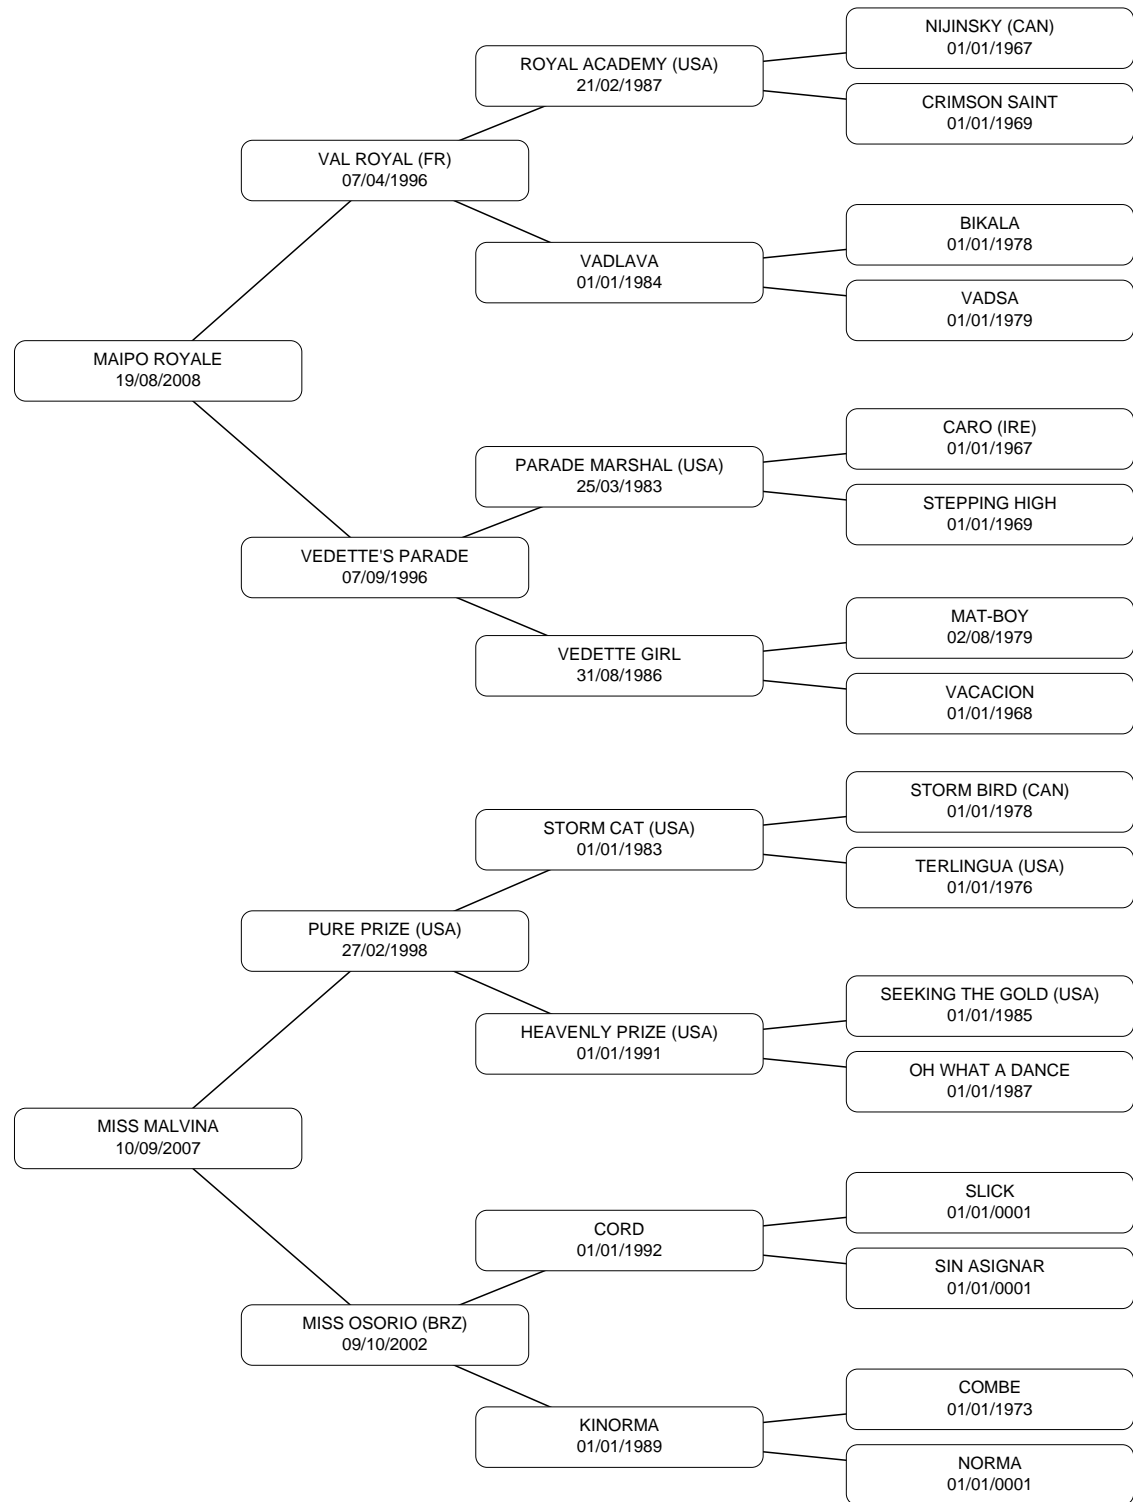 NIJINSKY (CAN)
01/01/1967
ROYAL ACADEMY (USA)
21/02/1987
CRIMSON SAINT
01/01/1969
VAL ROYAL (FR)
07/04/1996
BIKALA
01/01/1978
VADLAVA
01/01/1984
VADSA
01/01/1979
MAIPO ROYALE
19/08/2008
CARO (IRE)
01/01/1967
PARADE MARSHAL (USA)
25/03/1983
STEPPING HIGH
01/01/1969
VEDETTE'S PARADE
07/09/1996
MAT-BOY
02/08/1979
VEDETTE GIRL
31/08/1986
VACACION
01/01/1968
STORM BIRD (CAN)
01/01/1978
STORM CAT (USA)
01/01/1983
TERLINGUA (USA)
01/01/1976
PURE PRIZE (USA)
27/02/1998
SEEKING THE GOLD (USA)
01/01/1985
HEAVENLY PRIZE (USA)
01/01/1991
OH WHAT A DANCE
01/01/1987
MISS MALVINA
10/09/2007
SLICK
01/01/0001
CORD
01/01/1992
SIN ASIGNAR
01/01/0001
MISS OSORIO (BRZ)
09/10/2002
COMBE
01/01/1973
KINORMA
01/01/1989
NORMA
01/01/0001